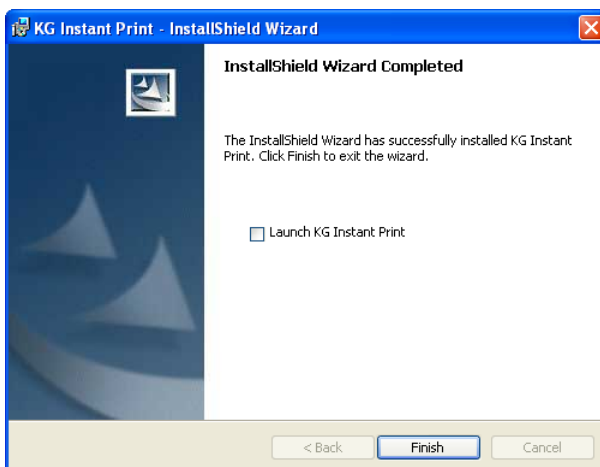 KG Instant Print - InstallShield Wizard
InstallShield Wizard Completed
The InstallShield Wizard has successfully installed KG Instant
Print. Click Finish to exit the wizard.
Launch KG Instant Print
< Back Finish Cancel